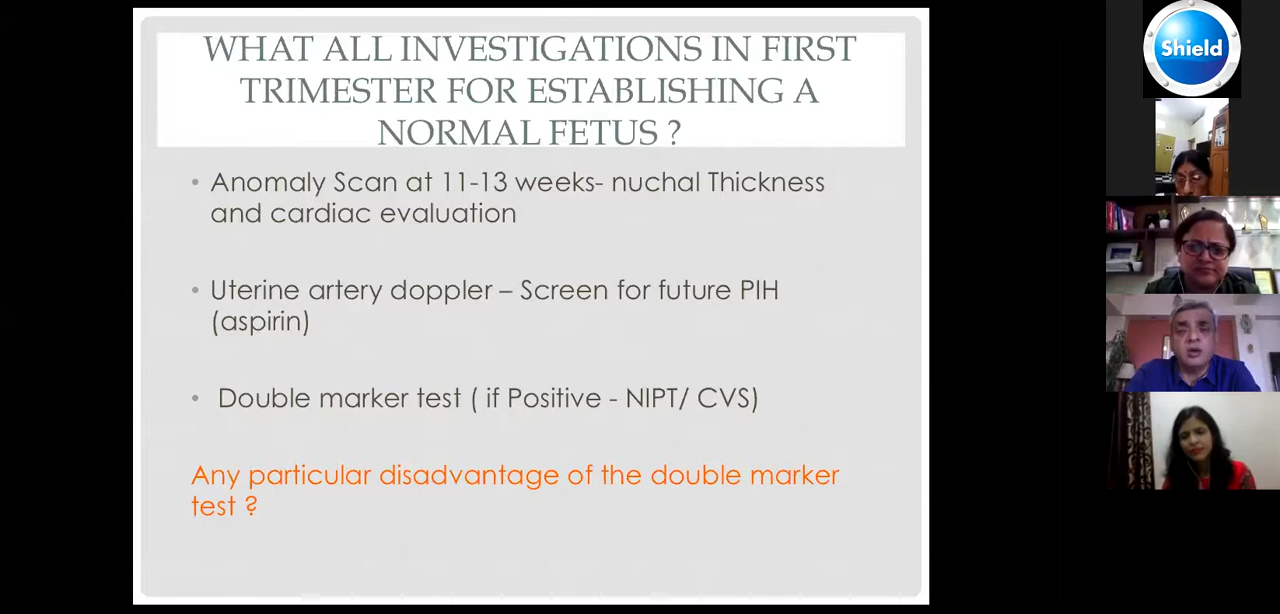 WHAT ALL INVESTIGATIONS IN FIRST
TRIMESTER FOR ESTABLISHING A
NORMAL FETUS ?
• Anomaly Scan at 11-13 weeks- nuchal Thickness
and cardiac evaluation
• Uterine artery doppler – Screen for future PIH
(aspirin)
• Double marker test ( if Positive - NIPT/ CVS)
Any particular disadvantage of the double marker
test ?
Shield